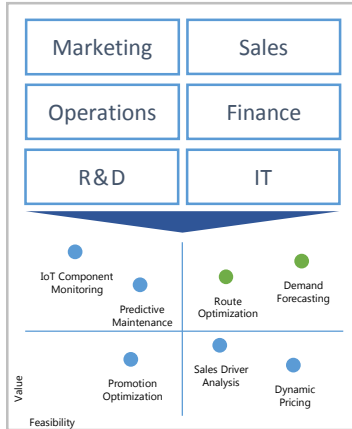 Marketing
Sales
Operations
Finance
R&D
IT
IoT Component
Monitoring
Predictive
Maintenance
Route
Optimization
Demand
Forecasting
Promotion
Optimization
Sales Driver
Analysis
Dynamic
Pricing
Value
Feasibility